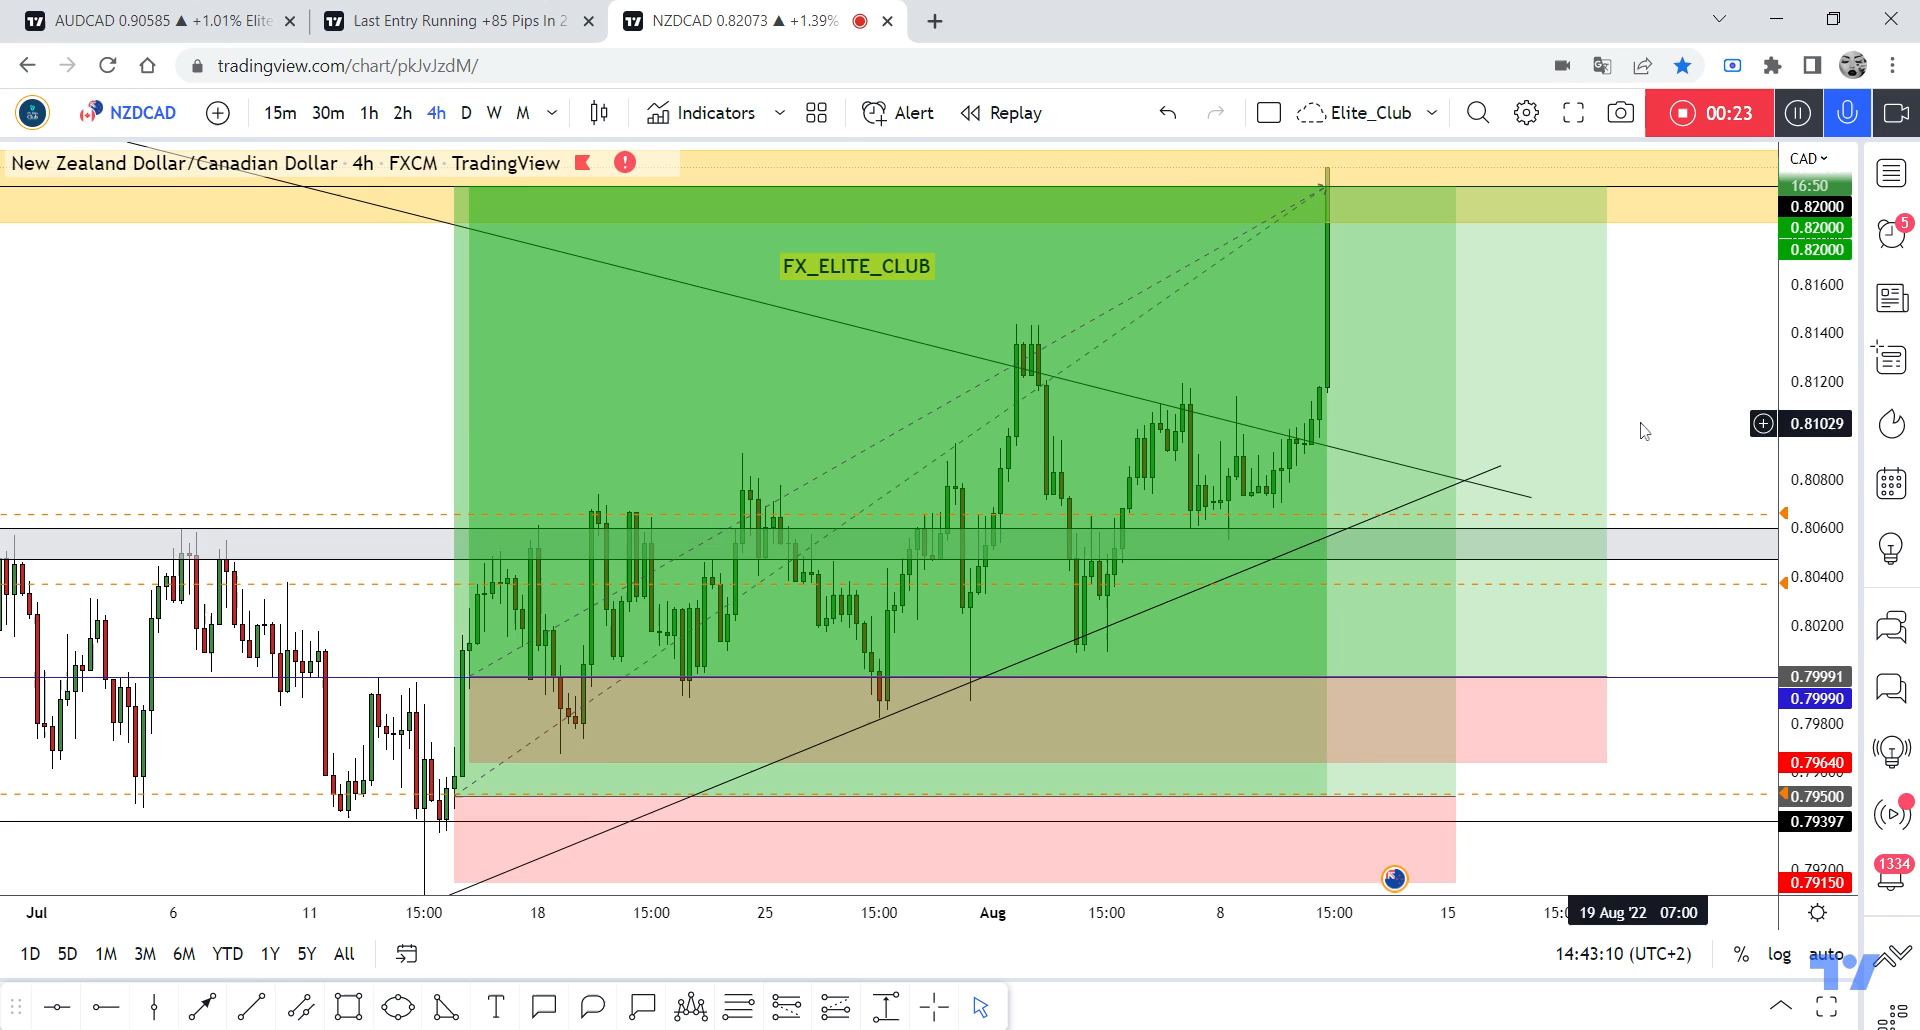 AUDCAD 0.90585 ▲ +1.01% Elite
Last Entry Running +85 Pips In 2
NZDCAD 0.82073 ▲ +1.39%
tradingview.com/chart/pkJvJzdM/
NZDCAD
15m 30m 1h 2h 4h D W M
Indicators
Alert
Replay
Elite_Club
00:23
New Zealand Dollar/Canadian Dollar · 4h · FXCM · TradingView
CAD
16:50
0.82000
0.82000
0.82000
0.81600
0.81400
0.81200
0.81029
0.80800
0.80600
0.80400
0.80200
0.79991
0.79990
0.79800
0.79640
0.79500
0.79397
0.79200
0.79150
FX_ELITE_CLUB
5
1334
Jul 6 11 15:00 18 15:00 25 15:00 Aug 15:00 8 15:00 15 19 Aug '22 07:00
1D 5D 1M 3M 6M YTD 1Y 5Y All
14:43:10 (UTC+2) % log auto